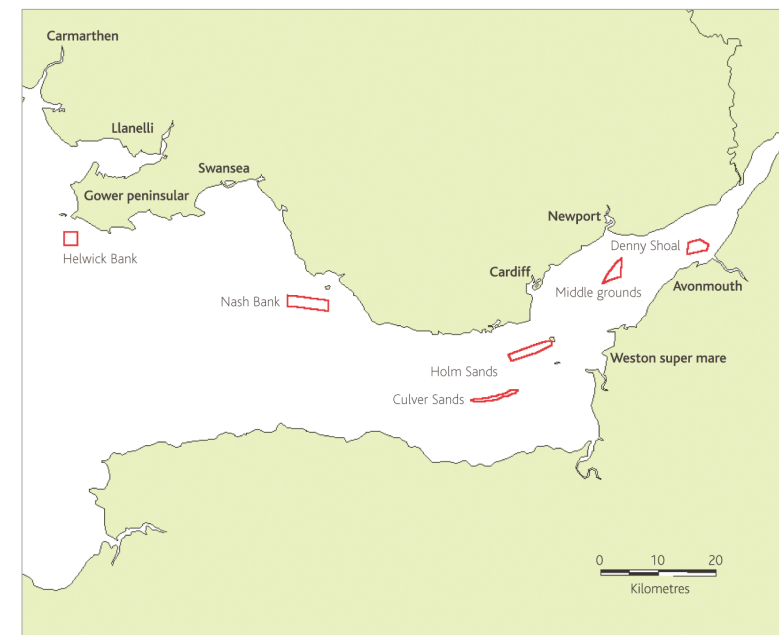 Carmarthen
Llanelli
Swansea
Gower peninsular
Newport
Denny Shoal
Helwick Bank
Cardiff
Avonmouth
Middle grounds
Nash Bank
Weston super mare
Holm Sands
Culver Sands
0 10 20
Kilometres